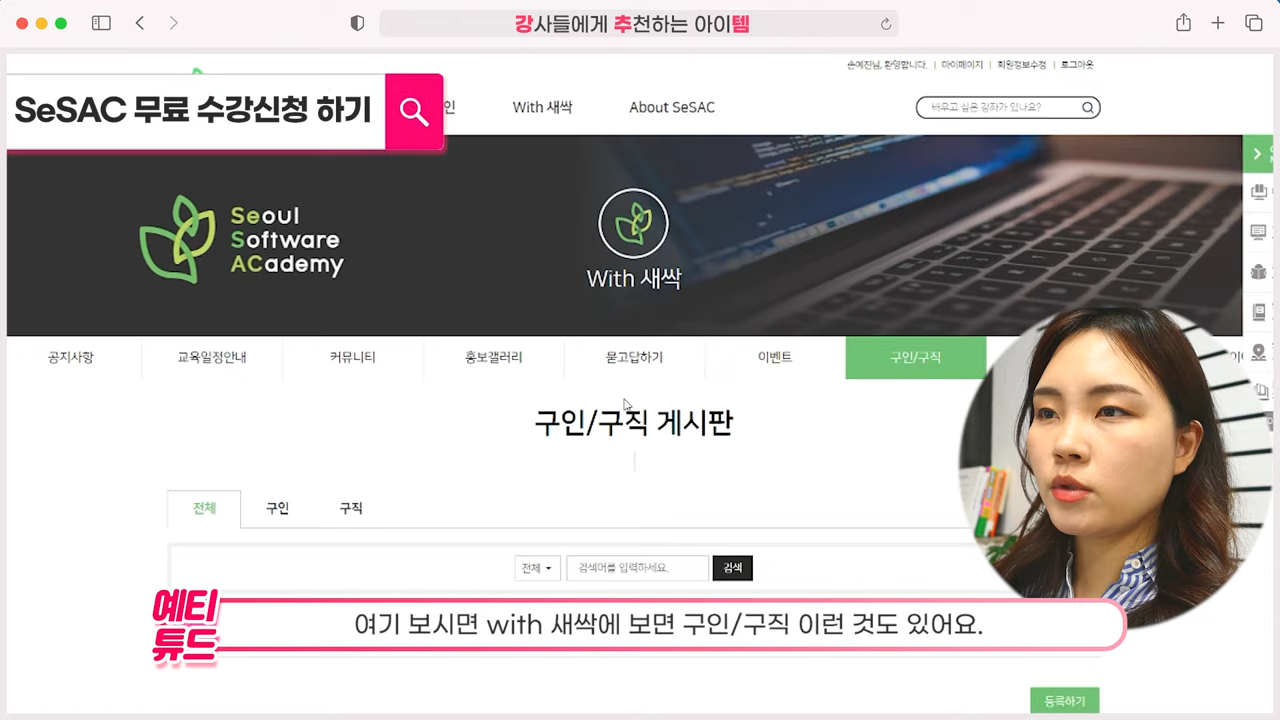 강사들에게 추천하는 아이템
손예진님, 환영합니다. | 마이페이지 | 회원정보수정 | 로그아웃
SeSAC 무료 수강신청 하기
인
With 새싹
About SeSAC
배우고 싶은 강좌가 있나요?
Seoul
Software
ACademy
With 새싹
공지사항
교육일정안내
커뮤니티
홍보갤러리
묻고답하기
이벤트
구인/구직
구인/구직 게시판
전체
구인
구직
전체
검색어를 입력하세요.
검색
예티
튜드
여기 보시면 with 새싹에 보면 구인/구직 이런 것도 있어요.
등록하기